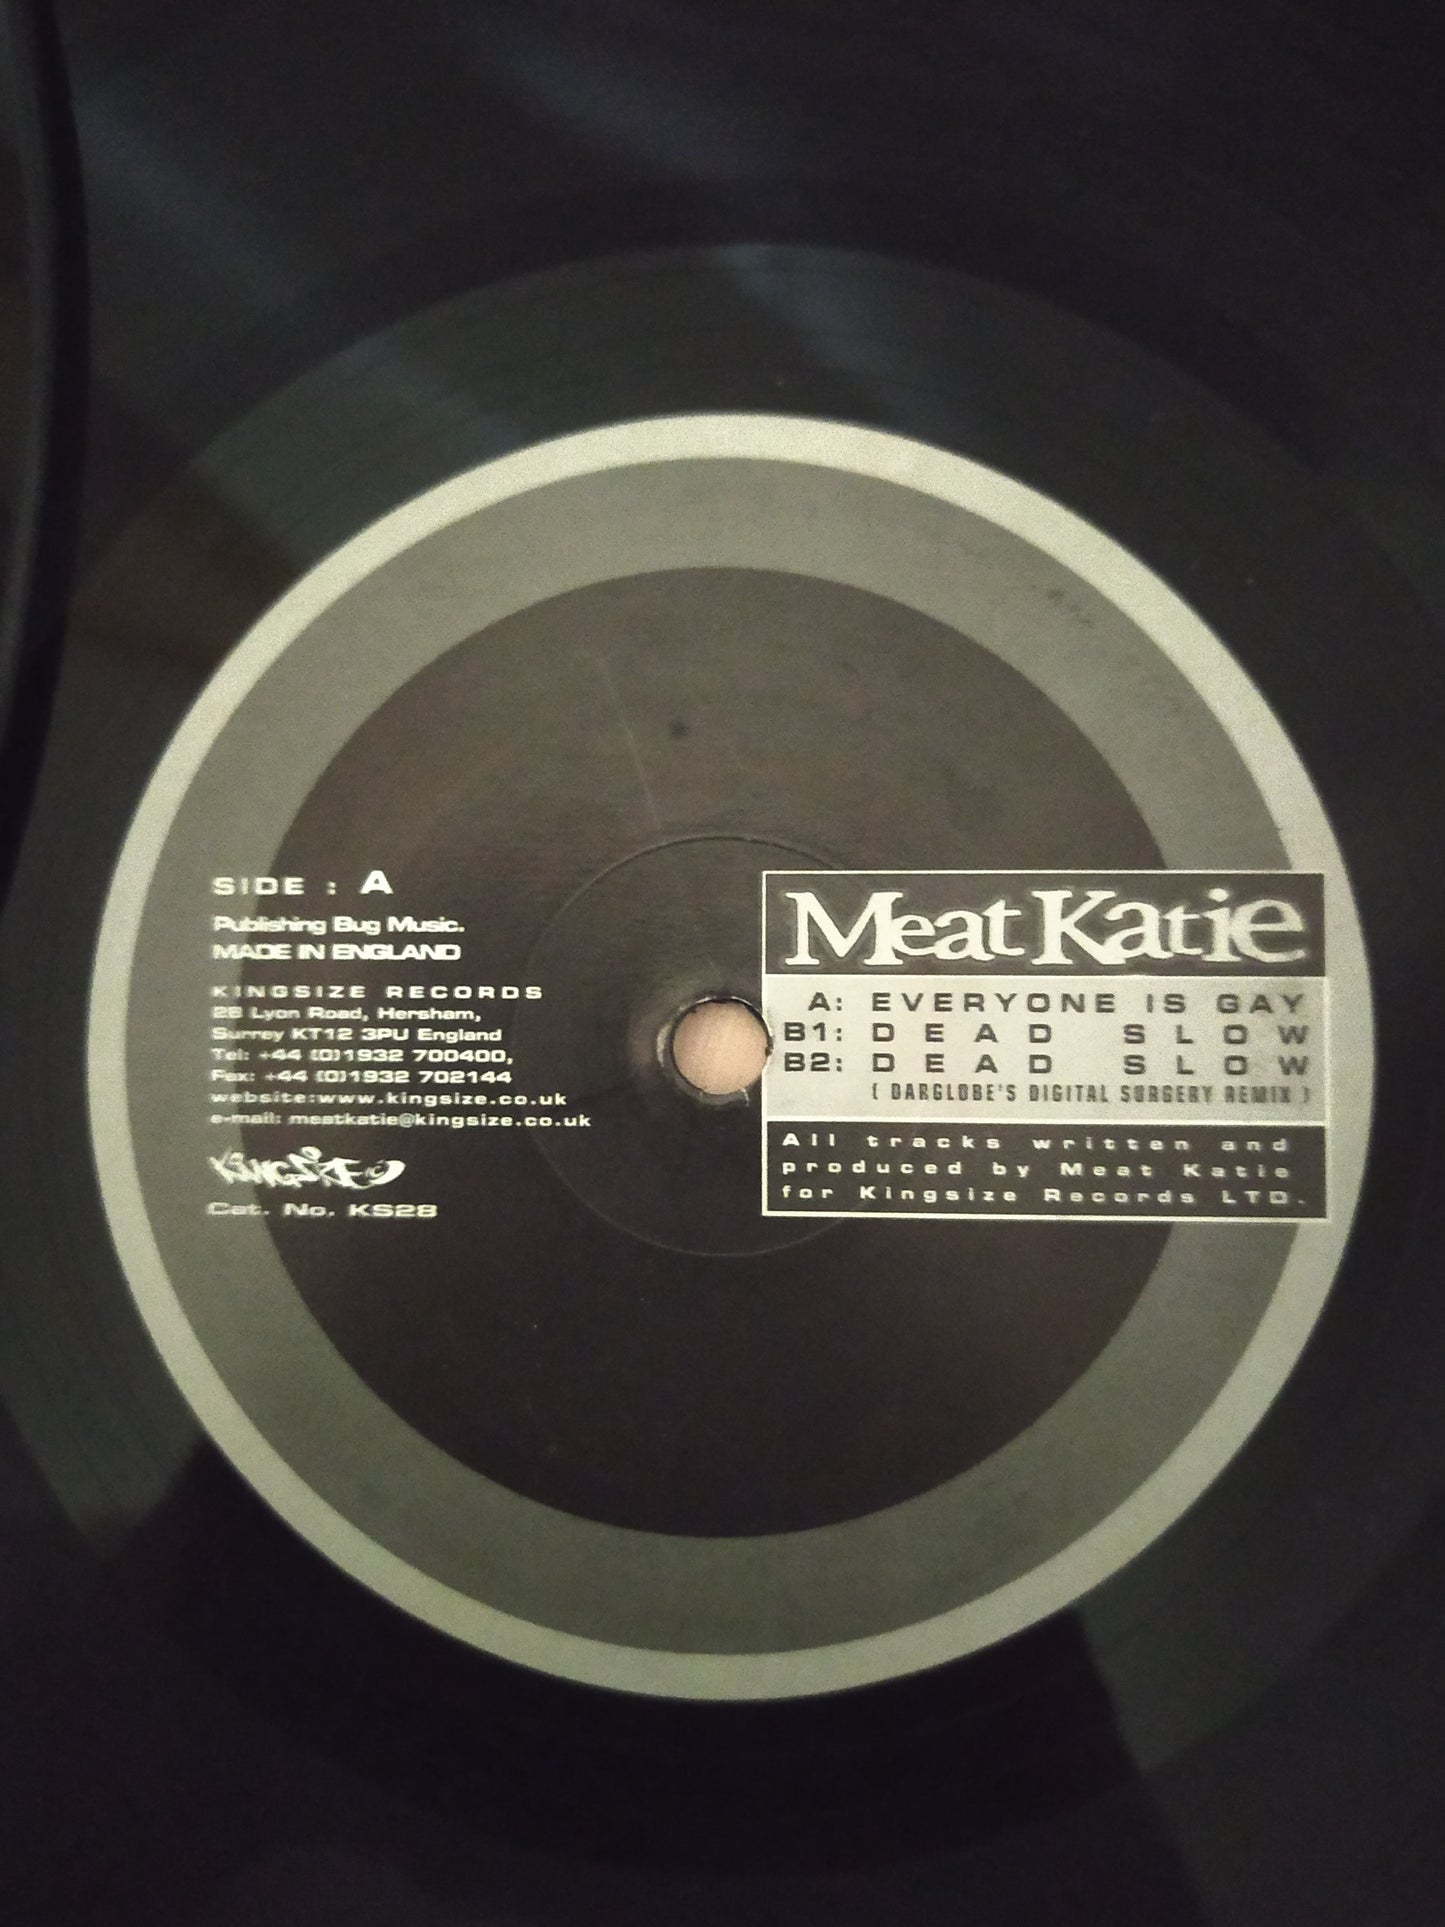 SIDE : A
Publishing Bug Music.
MADE IN ENGLAND
KINGSIZE RECORDS
28 Lyon Road, Hersham,
Surrey KT12 3PU England
Tel: +44 (0)1932 700400,
Fax: +44 (0)1932 702144
website:www.kingsize.co.uk
e-mail: meatkatie@kingsize.co.uk
KINGSIZE
Cat. No. KS28
Meat Katie
A: EVERYONE IS GAY
B1: DEAD SLOW
B2: DEAD SLOW
( DARGLOBE'S DIGITAL SURGERY REMIX )
All tracks written and
produced by Meat Katie
for Kingsize Records LTD.